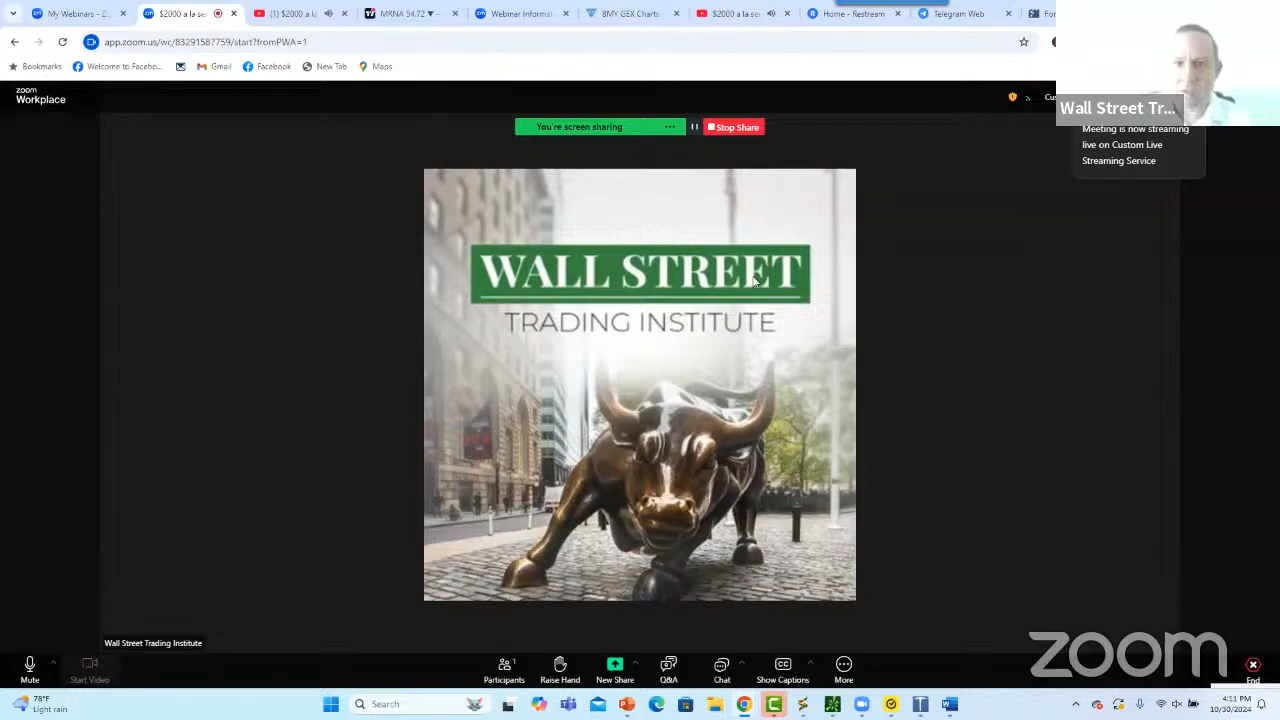 $2000 a la se
(1) $2000 a l
MRNA 54.72
My Webinars - Z
Webinar Informat
BMY GEX Charts
$2000 a la se
Home - Restream
Telegram Web
app.zoom.us/wc/83291587759/start?fromPWA=1
Bookmarks
Welcome to Facebo...
Gmail
Facebook
New Tab
Maps
zoom
Workplace
Wall Street Tr...
You're screen sharing
Stop Share
Meeting is now streaming
live on Custom Live
Streaming Service
WALL STREET
TRADING INSTITUTE
Wall Street Trading Institute
zoom
Mute
Start Video
Participants
1
Raise Hand
New Share
Q&A
Chat
Show Captions
More
End
78°F
Light rain
Search
4:11 PM
10/30/2024